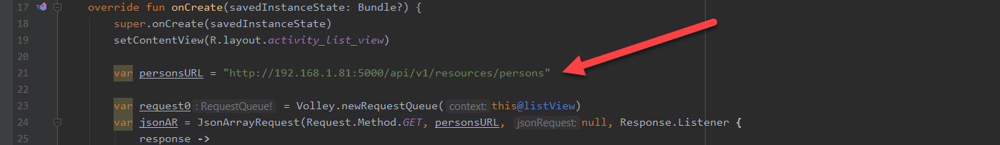 17 override fun onCreate(savedInstanceState: Bundle?) {
18 super.onCreate(savedInstanceState)
19 setContentView(R.layout.activity_list_view)
20
21 var personsURL = "http://192.168.1.81:5000/api/v1/resources/persons"
22
23 var request0 : RequestQueue! = Volley.newRequestQueue( context: this@listView)
24 var jsonAR = JsonArrayRequest(Request.Method.GET, personsURL, jsonRequest: null, Response.Listener {
25 response ->